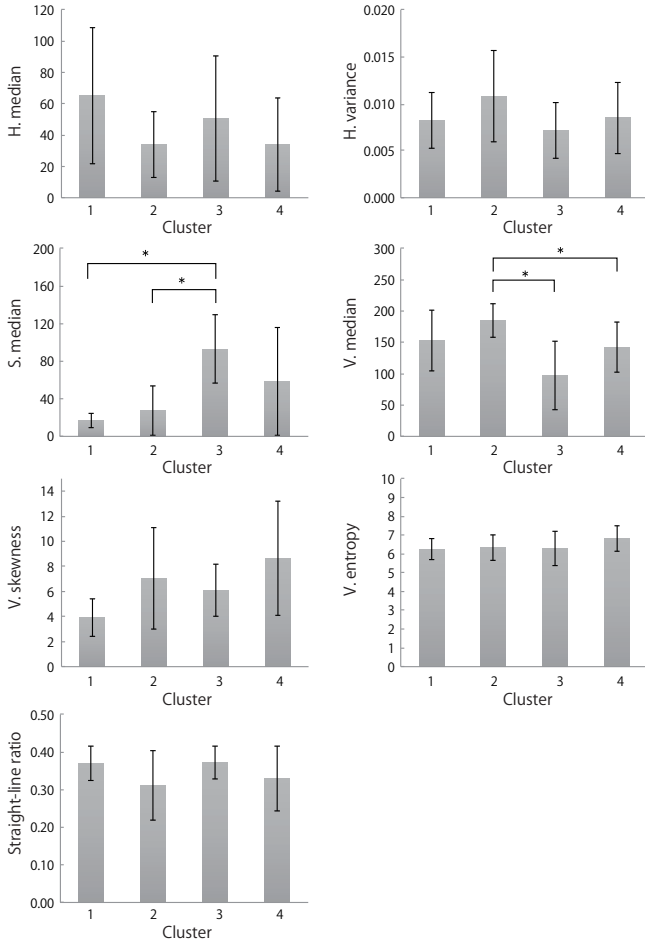 H. median
120
100
80
60
40
20
0
1 2 3 4
Cluster
H. variance
0.020
0.015
0.010
0.005
0.000
1 2 3 4
Cluster
S. median
200
160
120
80
40
0
* 
*
1 2 3 4
Cluster
V. median
300
250
200
150
100
50
0
*
*
1 2 3 4
Cluster
V. skewness
14
12
10
8
6
4
2
0
1 2 3 4
Cluster
V. entropy
10
9
8
7
6
5
4
3
2
1
0
1 2 3 4
Cluster
Straight-line ratio
0.50
0.40
0.30
0.20
0.10
0.00
1 2 3 4
Cluster